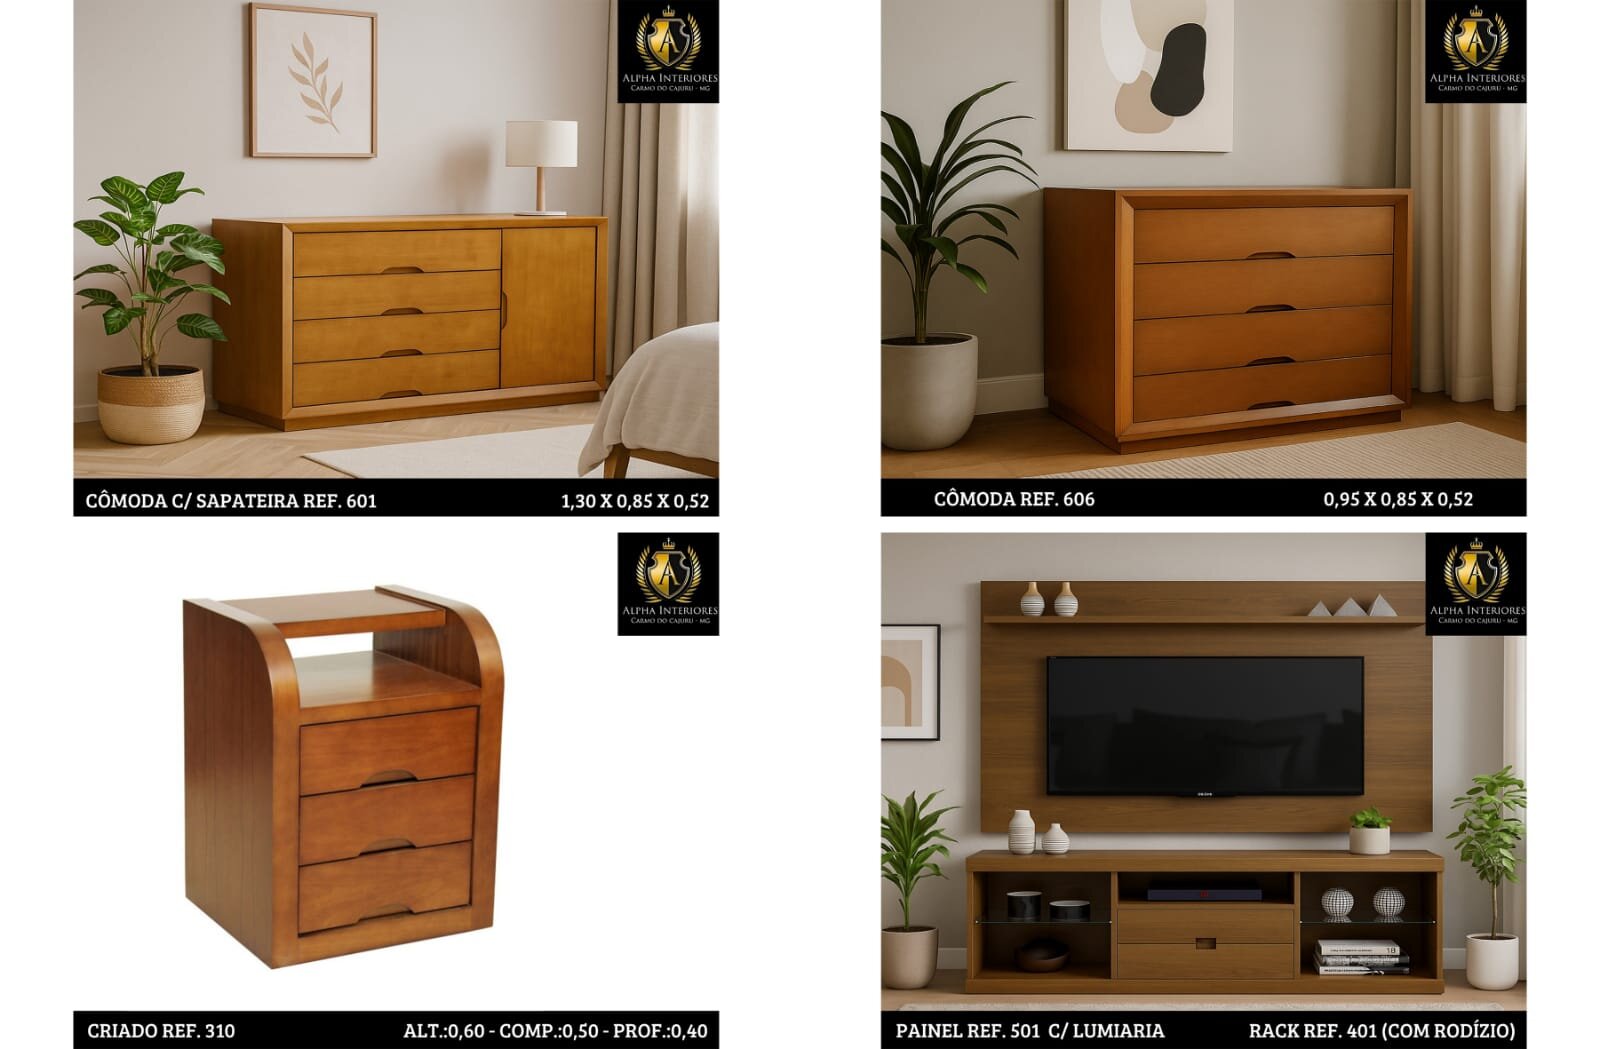 ALPHA INTERIORES
CARMO DO CAJURU - MG
CÔMODA C/ SAPATEIRA REF. 601 1,30 X 0,85 X 0,52
ALPHA INTERIORES
CARMO DO CAJURU - MG
CÔMODA REF. 606 0,95 X 0,85 X 0,52
ALPHA INTERIORES
CARMO DO CAJURU - MG
CRIADO REF. 310 ALT.:0,60 - COMP.:0,50 - PROF.:0,40
ALPHA INTERIORES
CARMO DO CAJURU - MG
18
PAINEL REF. 501 C/ LUMIARIA RACK REF. 401 (COM RODÍZIO)